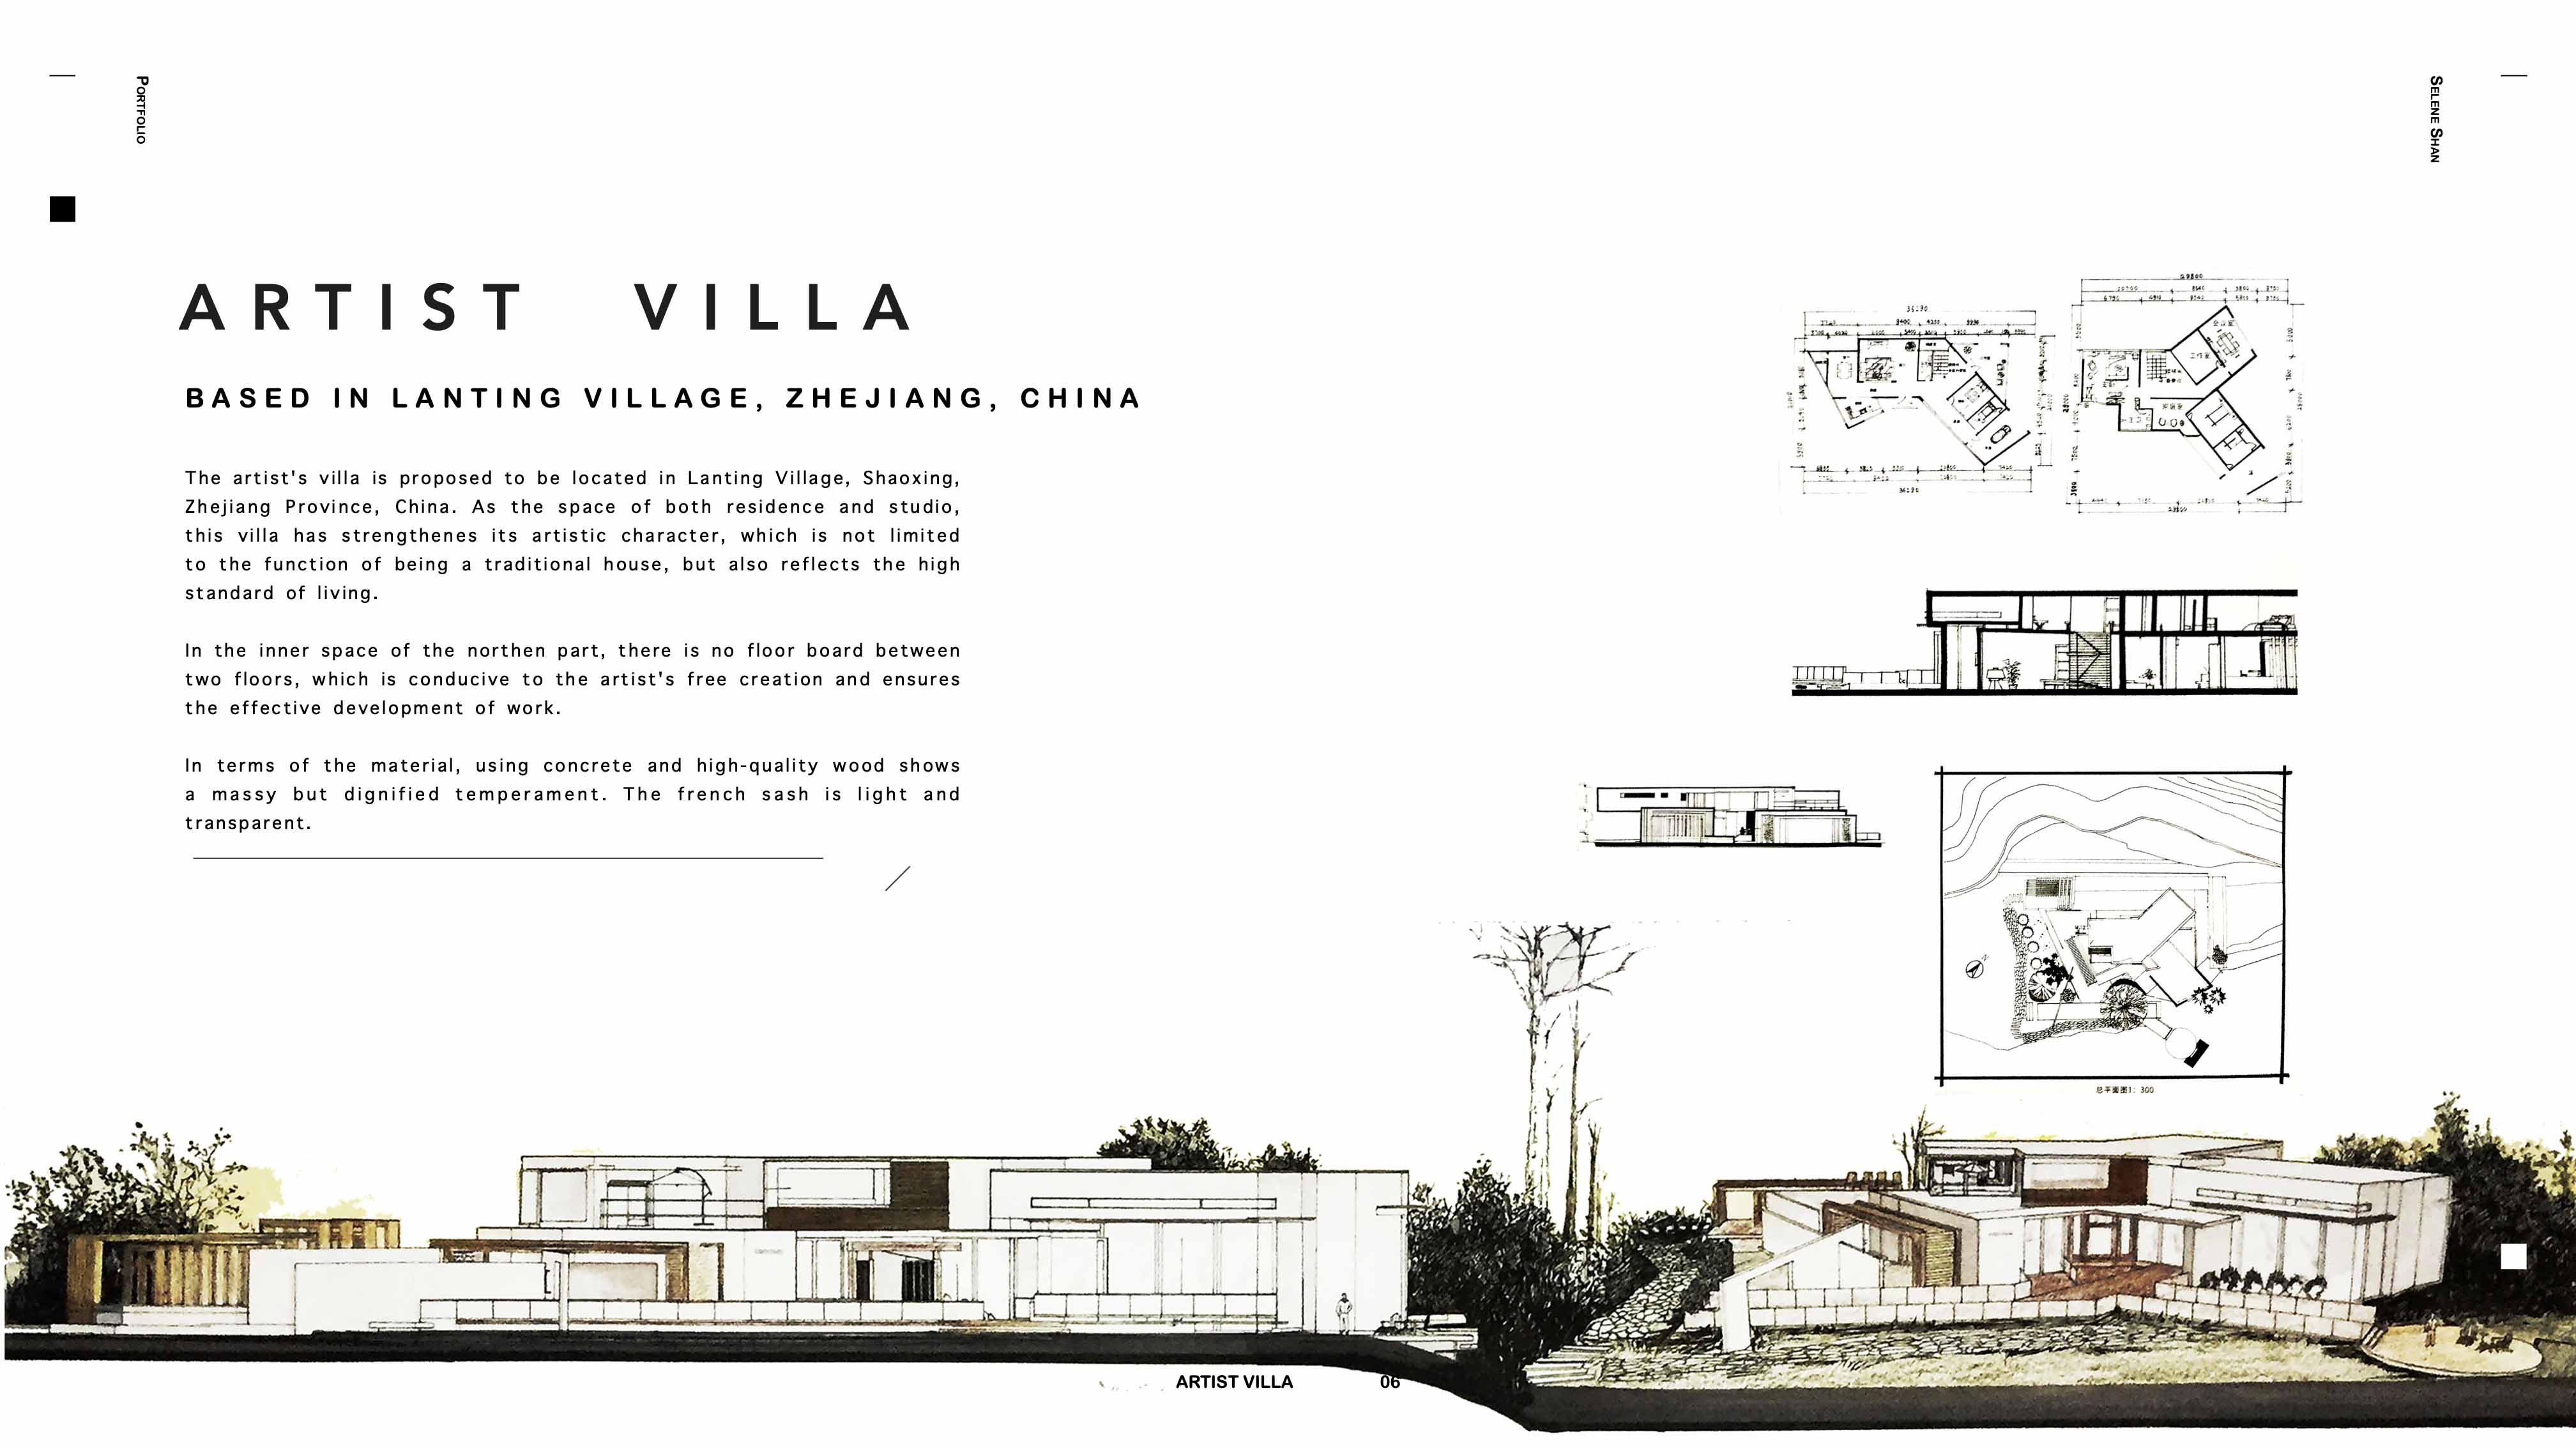 PORTFOLIO
SELENE SHAN
ARTIST VILLA
BASED IN LANTING VILLAGE, ZHEJIANG, CHINA
The artist's villa is proposed to be located in Lanting Village, Shaoxing,
Zhejiang Province, China. As the space of both residence and studio,
this villa has strengthenes its artistic character, which is not limited
to the function of being a traditional house, but also reflects the high
standard of living.
In the inner space of the northen part, there is no floor board between
two floors, which is conducive to the artist's free creation and ensures
the effective development of work.
In terms of the material, using concrete and high-quality wood shows
a massy but dignified temperament. The french sash is light and
transparent.
36190
36190
总平面图1: 300
ARTIST VILLA
06